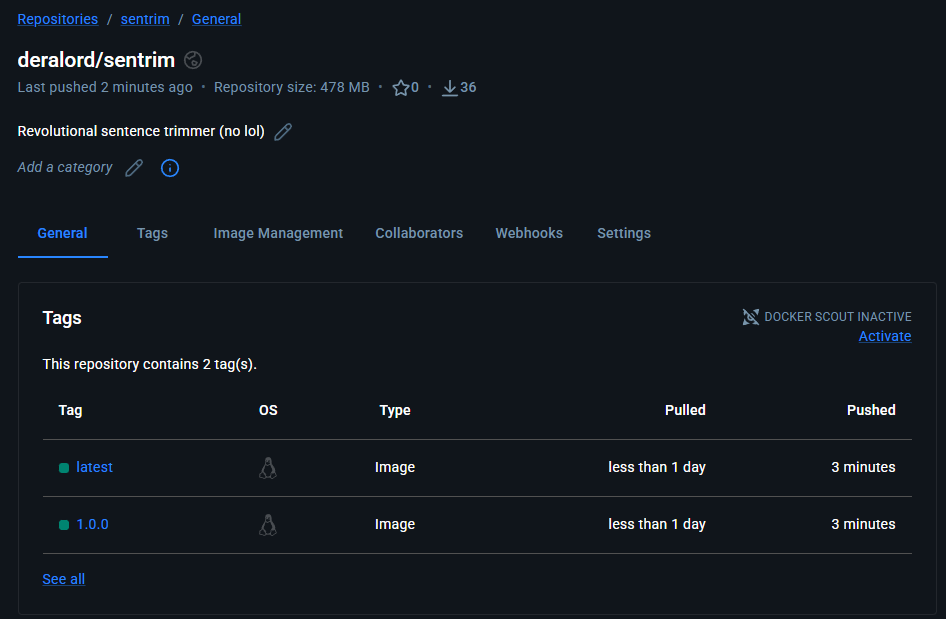 Repositories / sentrim / General
deralord/sentrim
Last pushed 2 minutes ago • Repository size: 478 MB • 0 • 36
Revolutional sentence trimmer (no lol)
Add a category
General Tags Image Management Collaborators Webhooks Settings
Tags
DOCKER SCOUT INACTIVE
Activate
This repository contains 2 tag(s).
Tag OS Type Pulled Pushed
latest Image less than 1 day 3 minutes
1.0.0 Image less than 1 day 3 minutes
See all